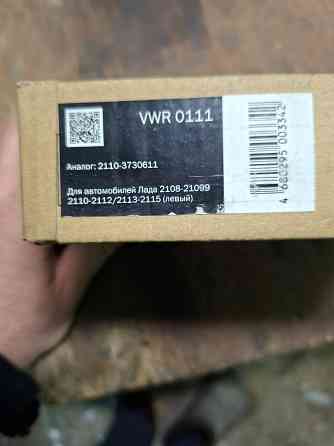 VWR 0111
Аналог: 2110-3730611
Для автомобилей Лада 2108-21099
2110-2112/2113-2115 (левый)
4 680295 003342